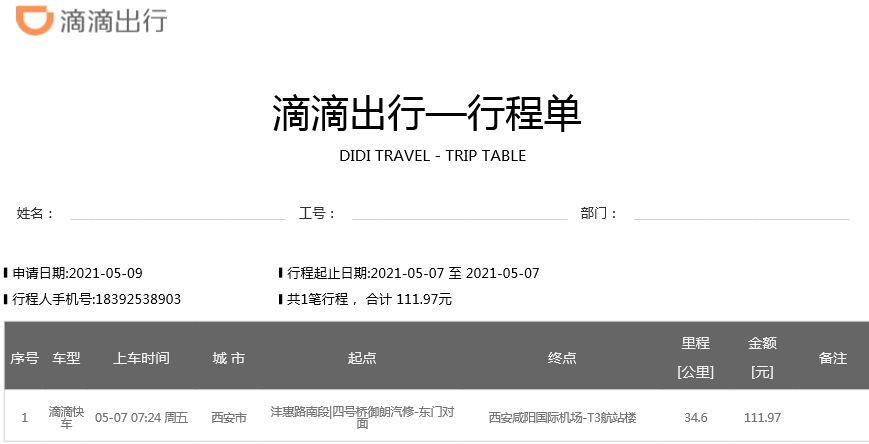 滴滴出行
滴滴出行—行程单
DIDI TRAVEL - TRIP TABLE
姓名： 工号： 部门：
申请日期:2021-05-09 行程起止日期:2021-05-07 至 2021-05-07
行程人手机号:18392538903 共1笔行程， 合计 111.97元
序号 车型 上车时间 城 市 起点 终点 里程 [公里] 金额 [元] 备注
1 滴滴快车 05-07 07:24 周五 西安市 沣惠路南段|四号桥御朗汽修-东门对面 西安咸阳国际机场-T3航站楼 34.6 111.97